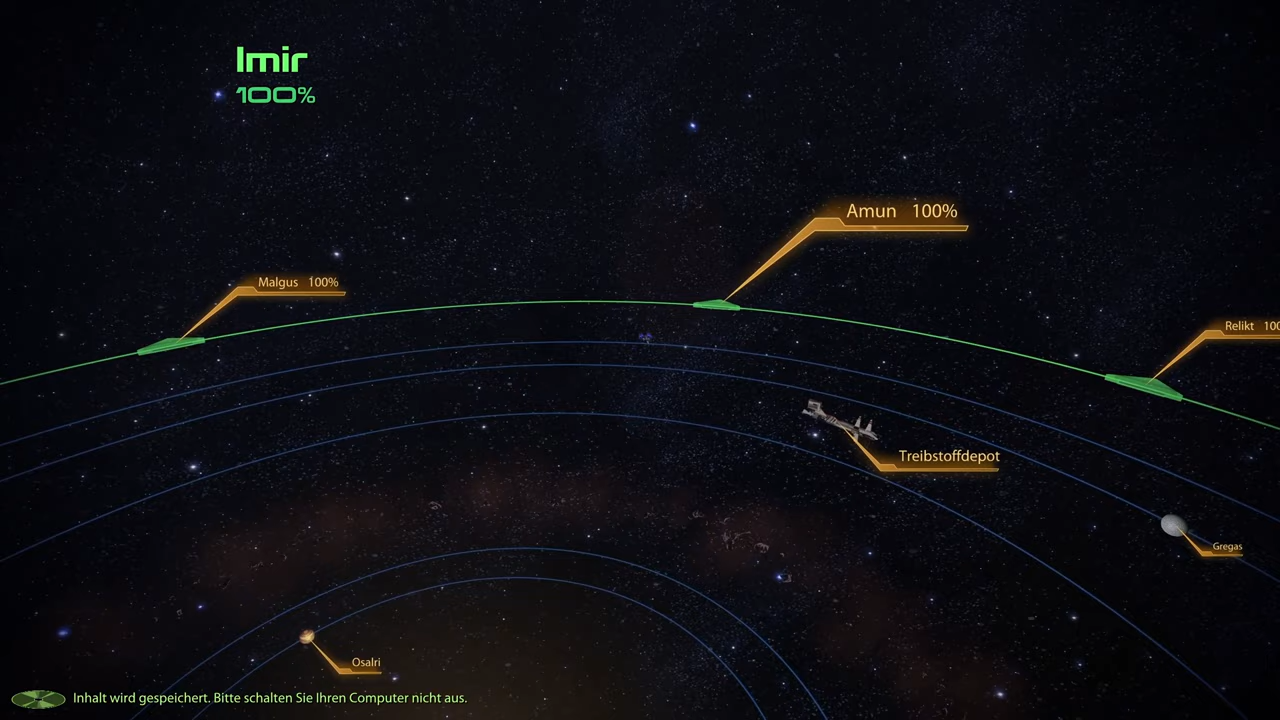 Imir
100%
Amun 100%
Malgus 100%
Relikt 100
Treibstoffdepot
Gregas
Osalri
Inhalt wird gespeichert. Bitte schalten Sie Ihren Computer nicht aus.